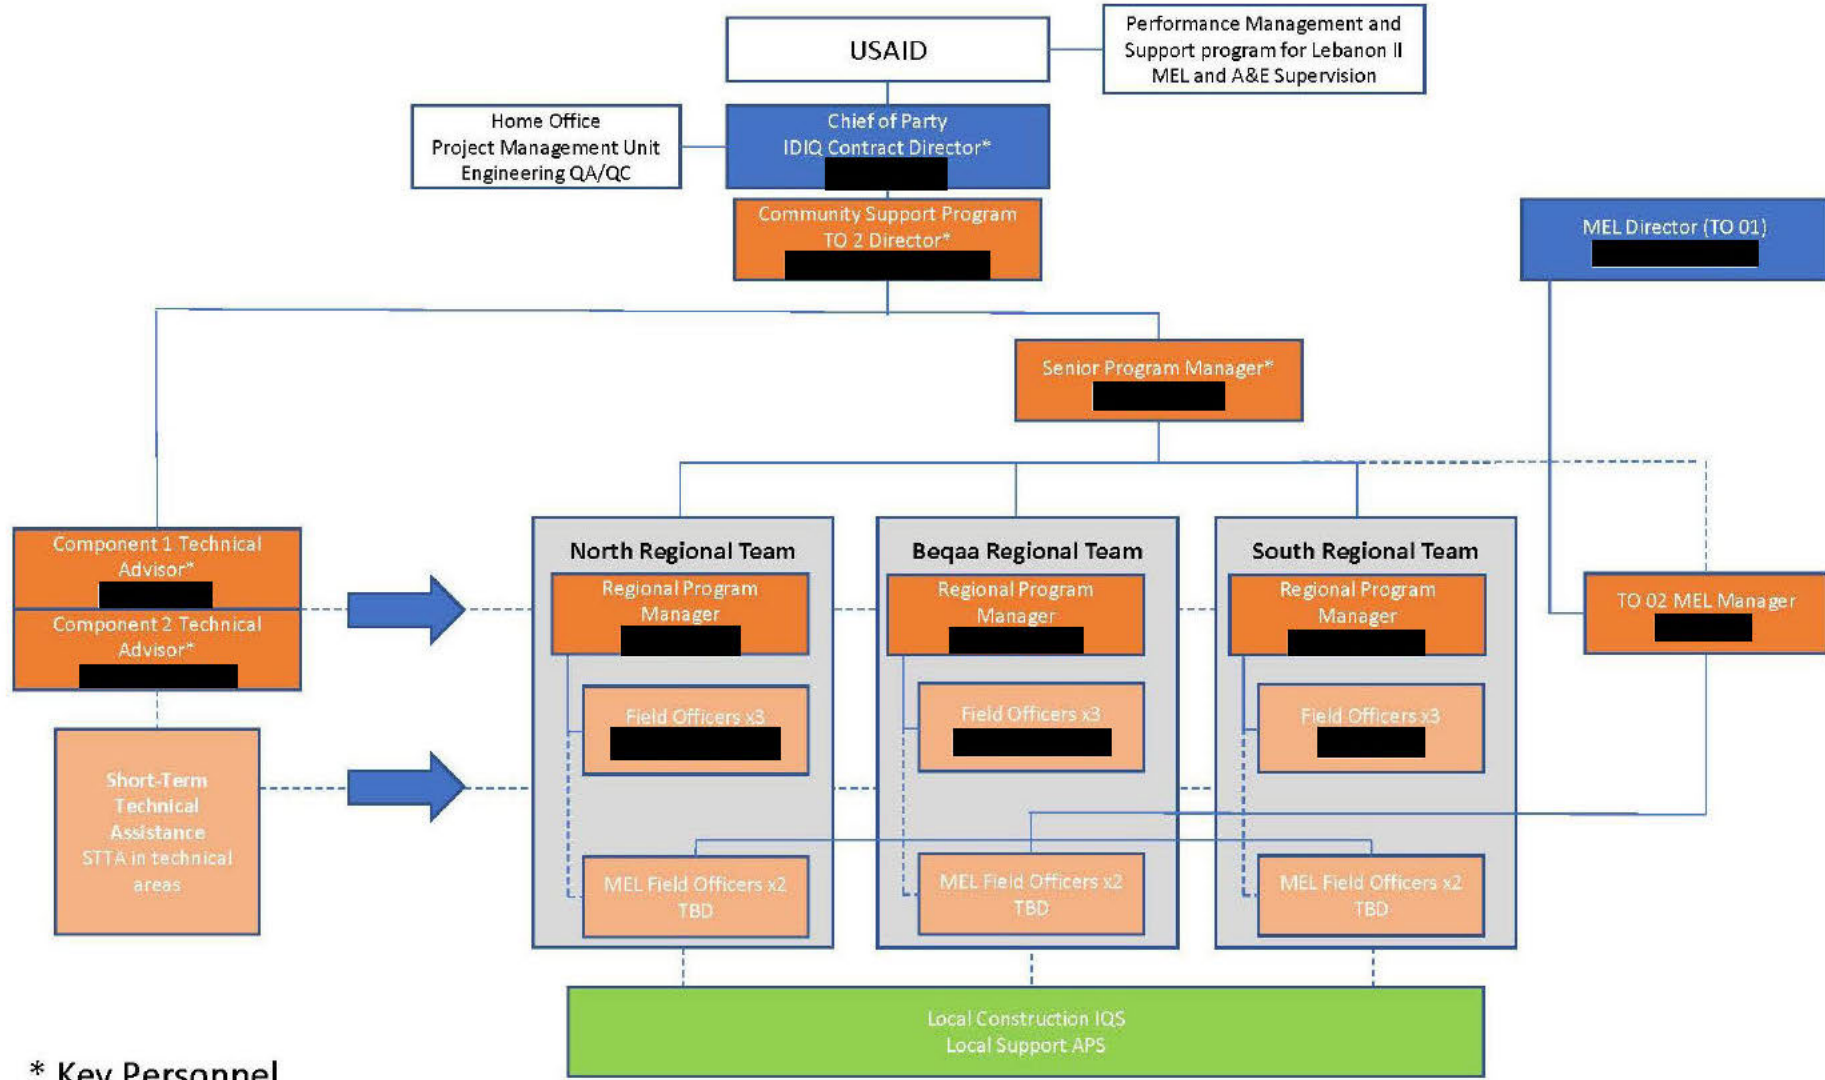 USAID
Performance Management and
Support program for Lebanon II
MEL and A&E Supervision
Home Office
Project Management Unit
Engineering QA/QC
Chief of Party
IDIQ Contract Director*
Community Support Program
TO 2 Director*
MEL Director (TO 01)
Senior Program Manager*
Component 1 Technical
Advisor*
Component 2 Technical
Advisor*
Short-Term
Technical
Assistance
STTA in technical
areas
North Regional Team
Regional Program
Manager
Field Officers x3
MEL Field Officers x2
TBD
Beqaa Regional Team
Regional Program
Manager
Field Officers x3
MEL Field Officers x2
TBD
South Regional Team
Regional Program
Manager
Field Officers x3
MEL Field Officers x2
TBD
TO 02 MEL Manager
Local Construction IQS
Local Support APS
* Key Personnel